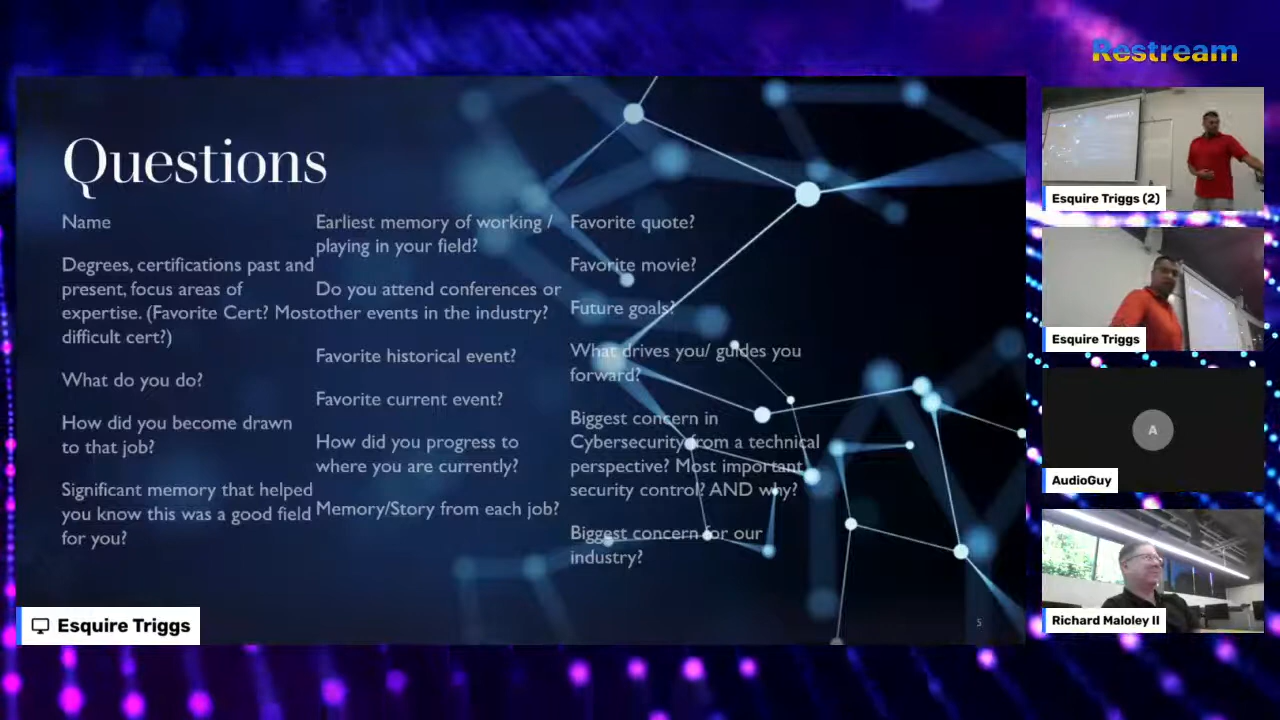 Restream
Questions
Name
Degrees, certifications past and
present, focus areas of
expertise. (Favorite Cert? Most
difficult cert?)
What do you do?
How did you become drawn
to that job?
Significant memory that helped
you know this was a good field
for you?
Earliest memory of working /
playing in your field?
Do you attend conferences or
other events in the industry?
Favorite historical event?
Favorite current event?
How did you progress to
where you are currently?
Memory/Story from each job?
Favorite quote?
Favorite movie?
Future goals?
What drives you/ guides you
forward?
Biggest concern in
Cybersecurity from a technical
perspective? Most important
security control? AND why?
Biggest concern for our
industry?
5
Esquire Triggs
Esquire Triggs (2)
Esquire Triggs
A
AudioGuy
Richard Maloley II